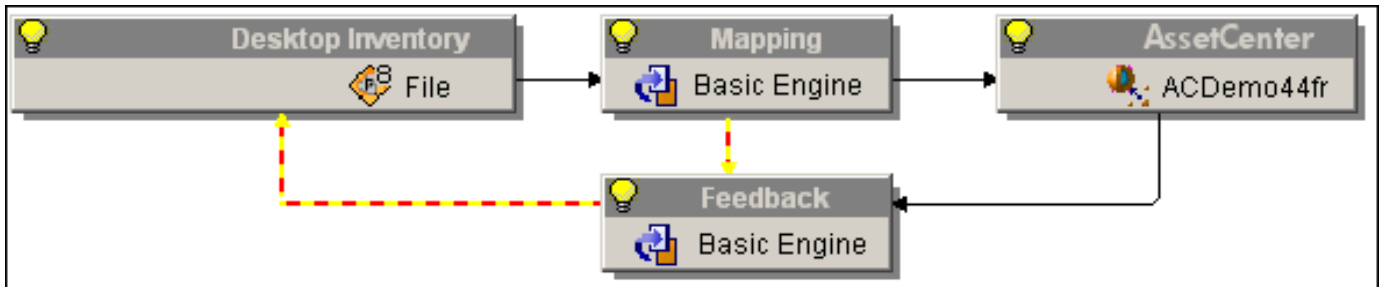 Desktop Inventory
File
Mapping
Basic Engine
AssetCenter
ACDemo44fr
Feedback
Basic Engine